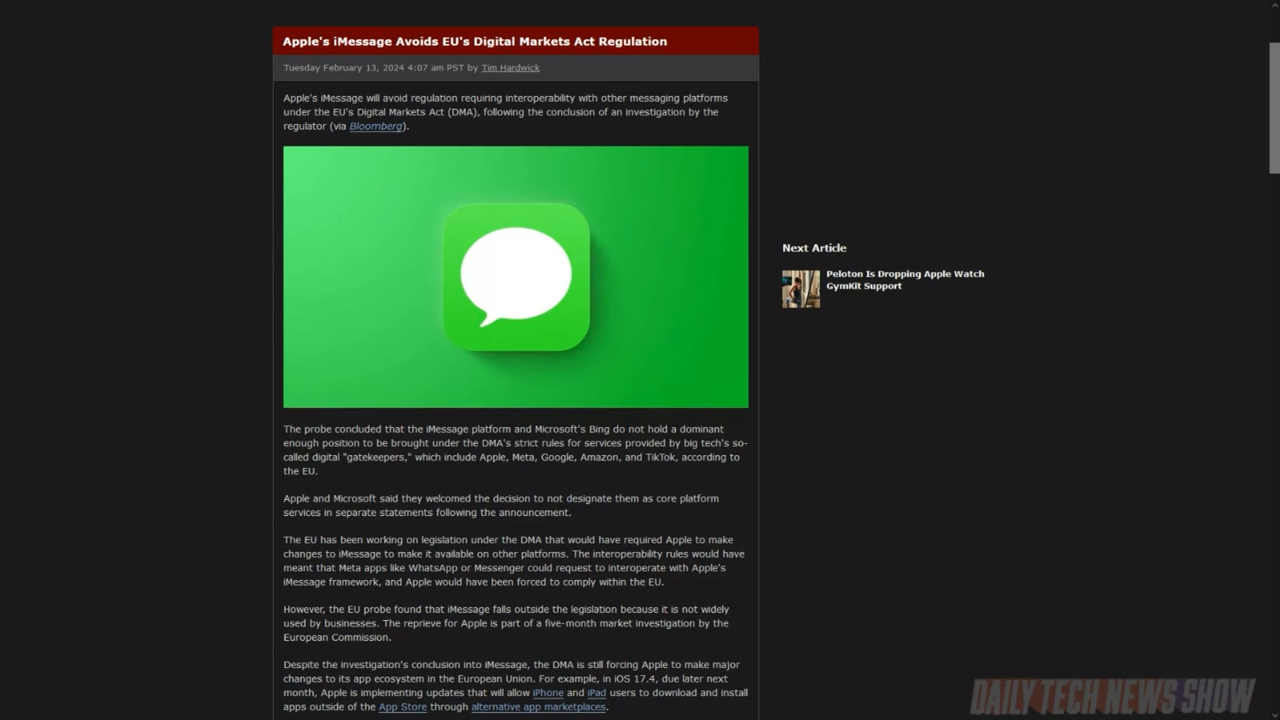 Apple's iMessage Avoids EU's Digital Markets Act Regulation
Tuesday February 13, 2024 4:07 am PST by Tim Hardwick
Apple's iMessage will avoid regulation requiring interoperability with other messaging platforms
under the EU's Digital Markets Act (DMA), following the conclusion of an investigation by the
regulator (via Bloomberg).
Next Article
Peloton Is Dropping Apple Watch
GymKit Support
The probe concluded that the iMessage platform and Microsoft's Bing do not hold a dominant
enough position to be brought under the DMA's strict rules for services provided by big tech's so-
called digital "gatekeepers," which include Apple, Meta, Google, Amazon, and TikTok, according to
the EU.
Apple and Microsoft said they welcomed the decision to not designate them as core platform
services in separate statements following the announcement.
The EU has been working on legislation under the DMA that would have required Apple to make
changes to iMessage to make it available on other platforms. The interoperability rules would have
meant that Meta apps like WhatsApp or Messenger could request to interoperate with Apple's
iMessage framework, and Apple would have been forced to comply within the EU.
However, the EU probe found that iMessage falls outside the legislation because it is not widely
used by businesses. The reprieve for Apple is part of a five-month market investigation by the
European Commission.
Despite the investigation's conclusion into iMessage, the DMA is still forcing Apple to make major
changes to its app ecosystem in the European Union. For example, in iOS 17.4, due later next
month, Apple is implementing updates that will allow iPhone and iPad users to download and install
apps outside of the App Store through alternative app marketplaces.
DAILY TECH NEWS SHOW